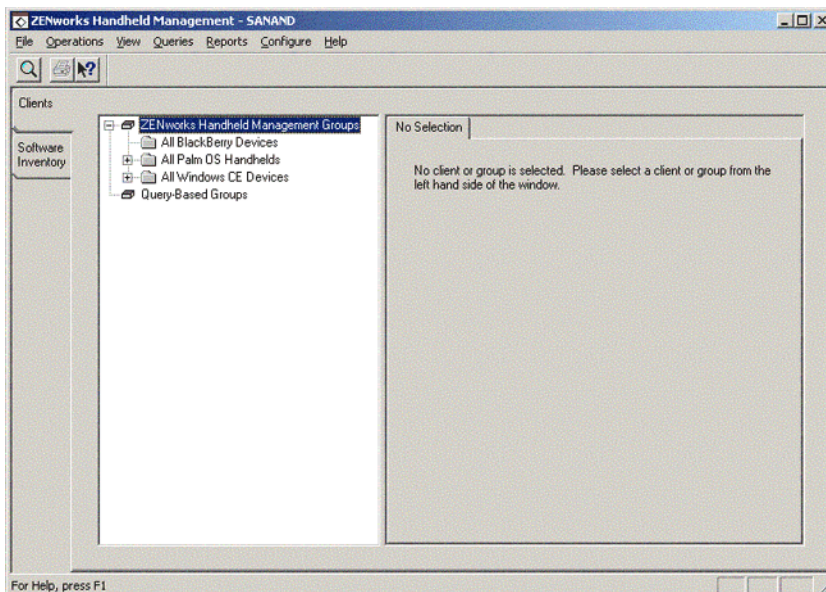 ZENworks Handheld Management - SANAND
File Operations View Queries Reports Configure Help
Clients
Software
Inventory
ZENworks Handheld Management Groups
All BlackBerry Devices
All Palm OS Handhelds
All Windows CE Devices
Query-Based Groups
No Selection
No client or group is selected. Please select a client or group from the
left hand side of the window.
For Help, press F1